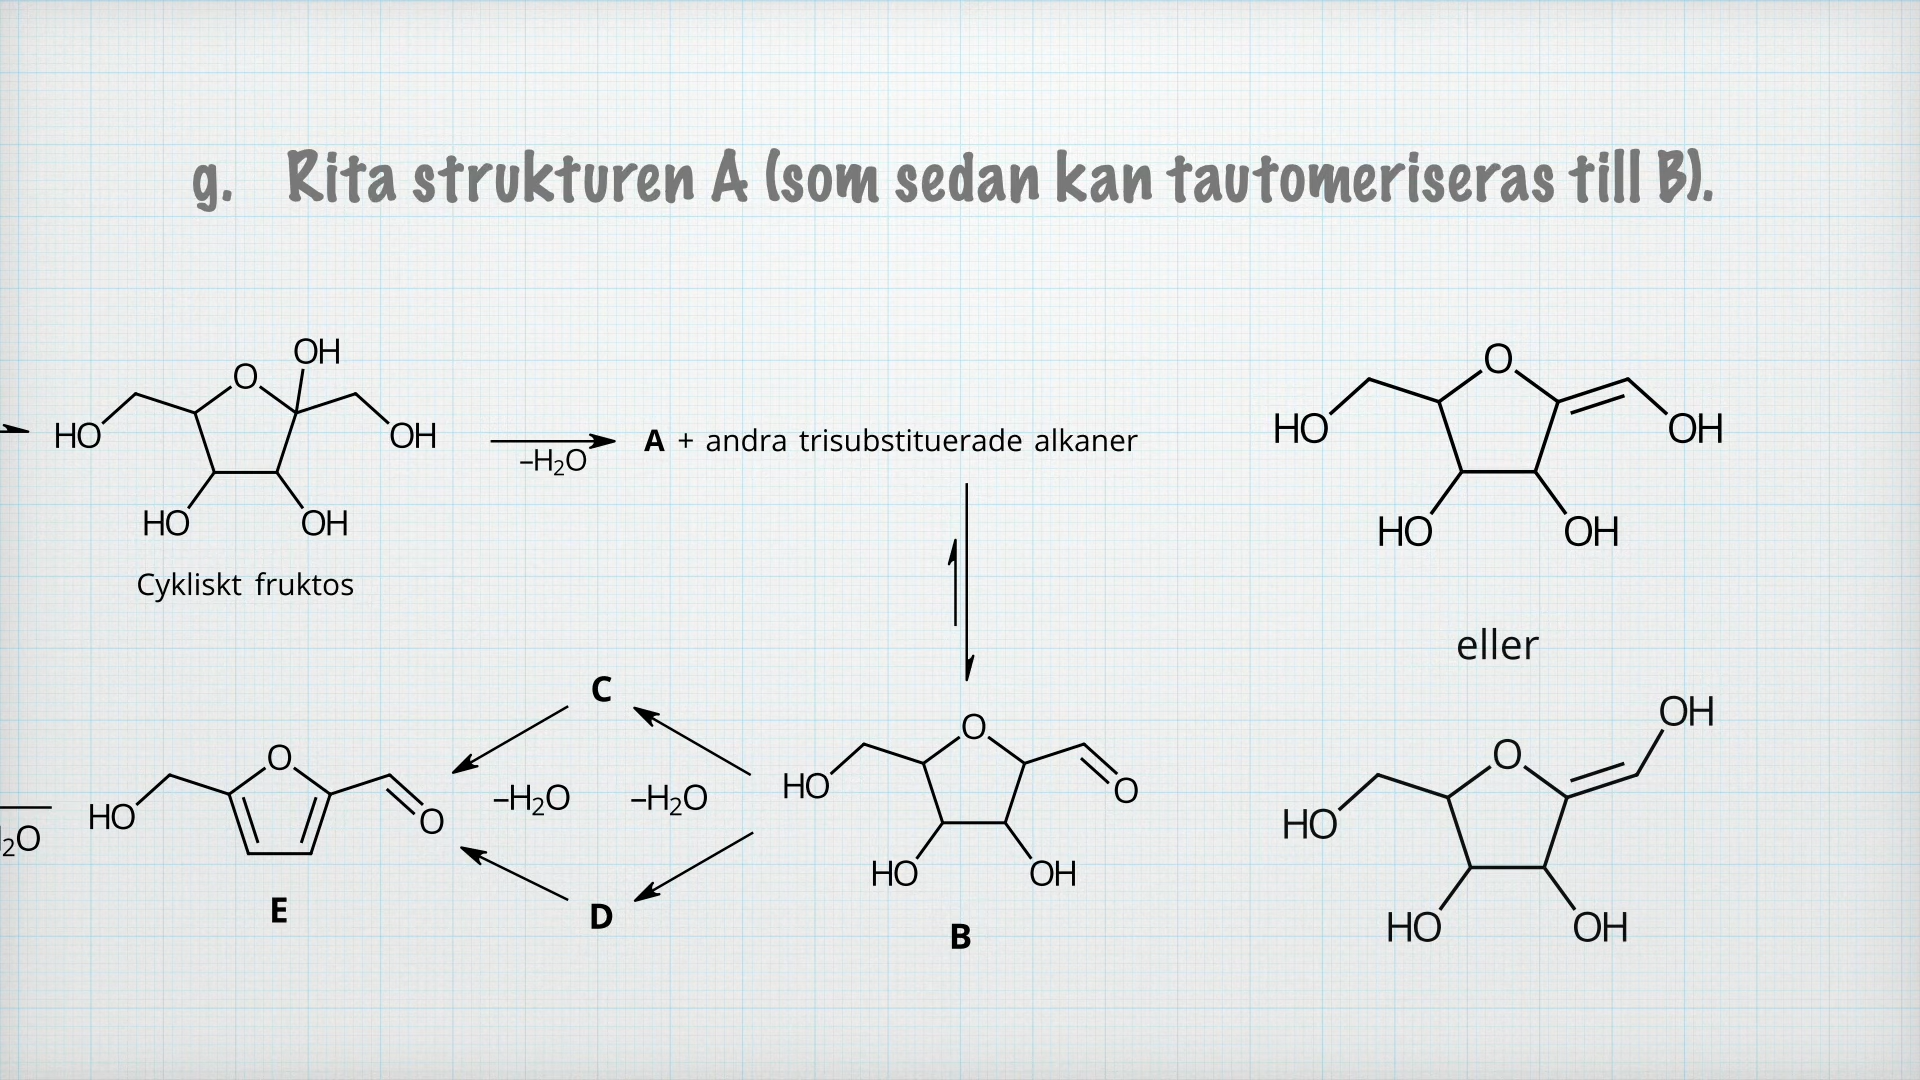 g. Rita strukturen A (som sedan kan tautomeriseras till B).
OH
O
HO
OH
HO
OH
Cykliskt fruktos
–H₂O
A + andra trisubstituerade alkaner
O
HO
OH
HO
OH
eller
OH
O
HO
HO
OH
C
–H₂O
–H₂O
D
O
HO
O
HO
OH
B
O
HO
O
E
₂O